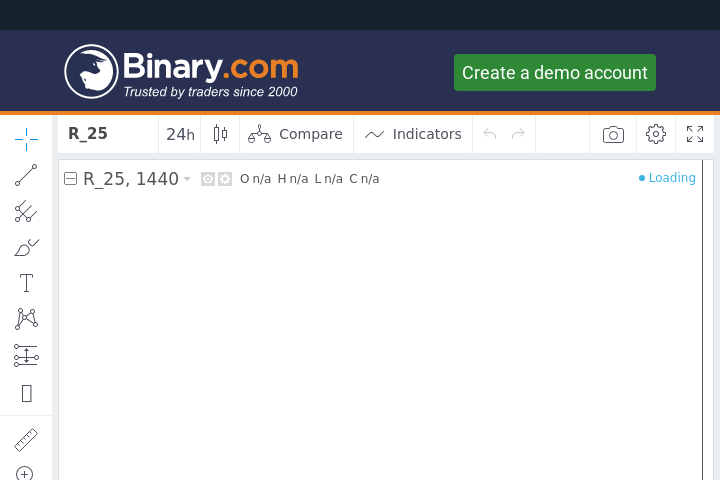 Binary.com
Trusted by traders since 2000
Create a demo account
R_25
24h
Compare
Indicators
R_25, 1440
O n/a H n/a L n/a C n/a
Loading